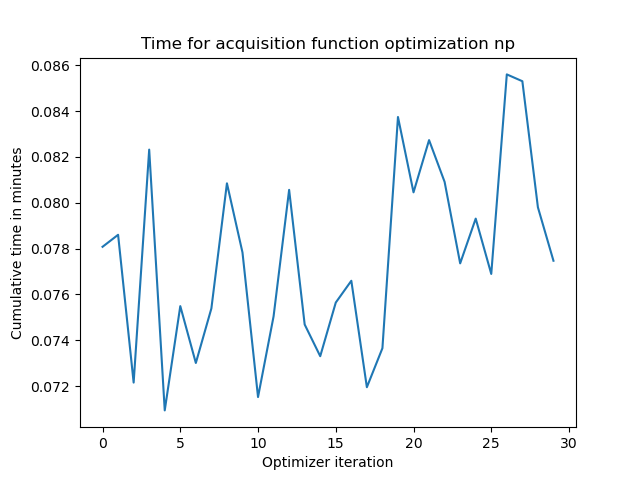 Time for acquisition function optimization np
Cumulative time in minutes
0.086
0.084
0.082
0.080
0.078
0.076
0.074
0.072
0 5 10 15 20 25 30
Optimizer iteration